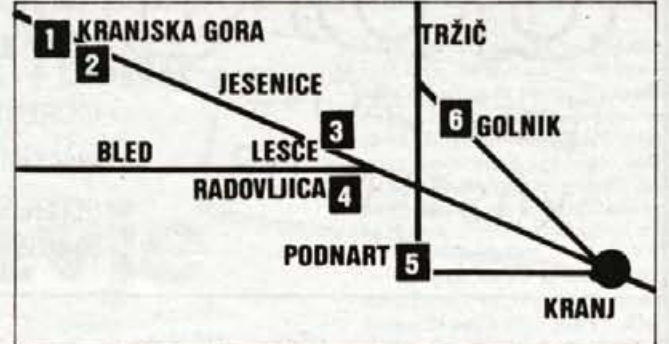 1 KRANJSKA GORA
TRŽIČ
2
JESENICE
3
6 GOLNIK
BLED
LESCE
RADOVLJICA 4
PODNART 5
KRANJ